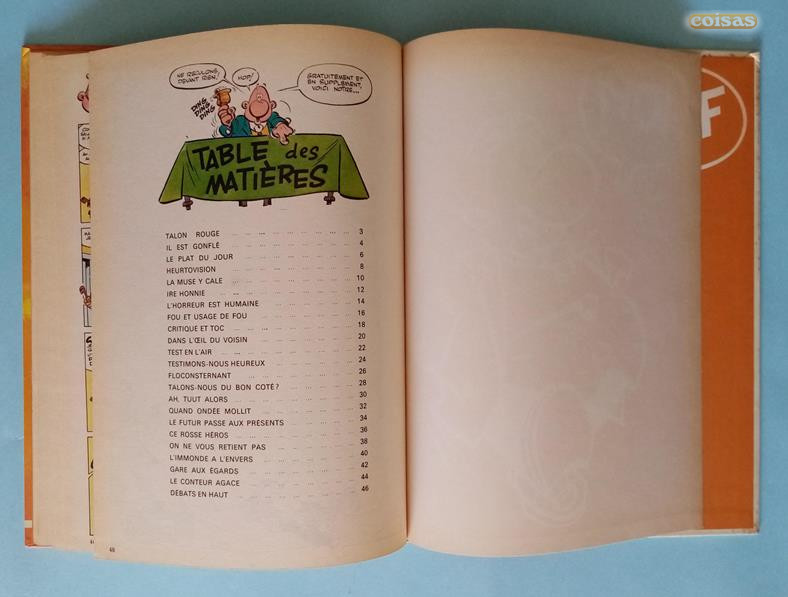 coisas
NE RECULONS,
DEVANT RIEN!
HOP!
GRATUITEMENT ET
EN SUPPLÉMENT,
VOICI NOTRE...
DING
DING
DING
TABLE des
MATIÈRES
TALON ROUGE 3
IL EST GONFLÉ 4
LE PLAT DU JOUR 6
HEURTOVISION 8
LA MUSE Y CALE 10
IRE HONNIE 12
L'HORREUR EST HUMAINE 14
FOU ET USAGE DE FOU 16
CRITIQUE ET TOC 18
DANS L'ŒIL DU VOISIN 20
TEST EN L'AIR 22
TESTIMONS-NOUS HEUREUX 24
FLOCONSTERNANT 26
TALONS-NOUS DU BON COTÉ? 28
AH, TUUT ALORS 30
QUAND ONDÉE MOLLIT 32
LE FUTUR PASSE AUX PRÉSENTS 34
CE ROSSE HÉROS 36
ON NE VOUS RETIENT PAS 38
L'IMMONDE A L'ENVERS 40
GARE AUX ÉGARDS 42
LE CONTEUR AGACE 44
DÉBATS EN HAUT 46
48
F